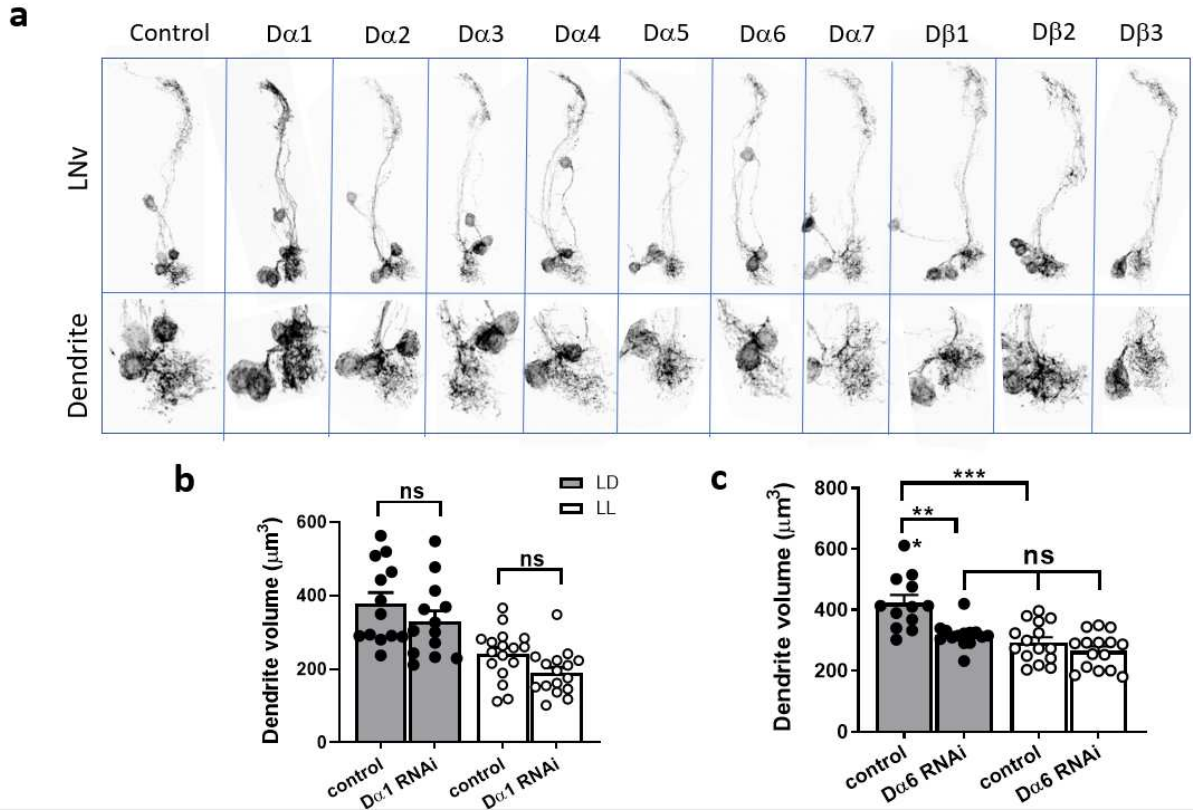 a
Control Dα1 Dα2 Dα3 Dα4 Dα5 Dα6 Dα7 Dβ1 Dβ2 Dβ3
LNv
Dendrite
b
ns
ns
LD
LL
Dendrite volume (μm³)
600
400
200
0
control
Dα1 RNAi
control
Dα1 RNAi
c
***
**
*
ns
Dendrite volume (μm³)
800
600
400
200
0
control
Dα6 RNAi
control
Dα6 RNAi